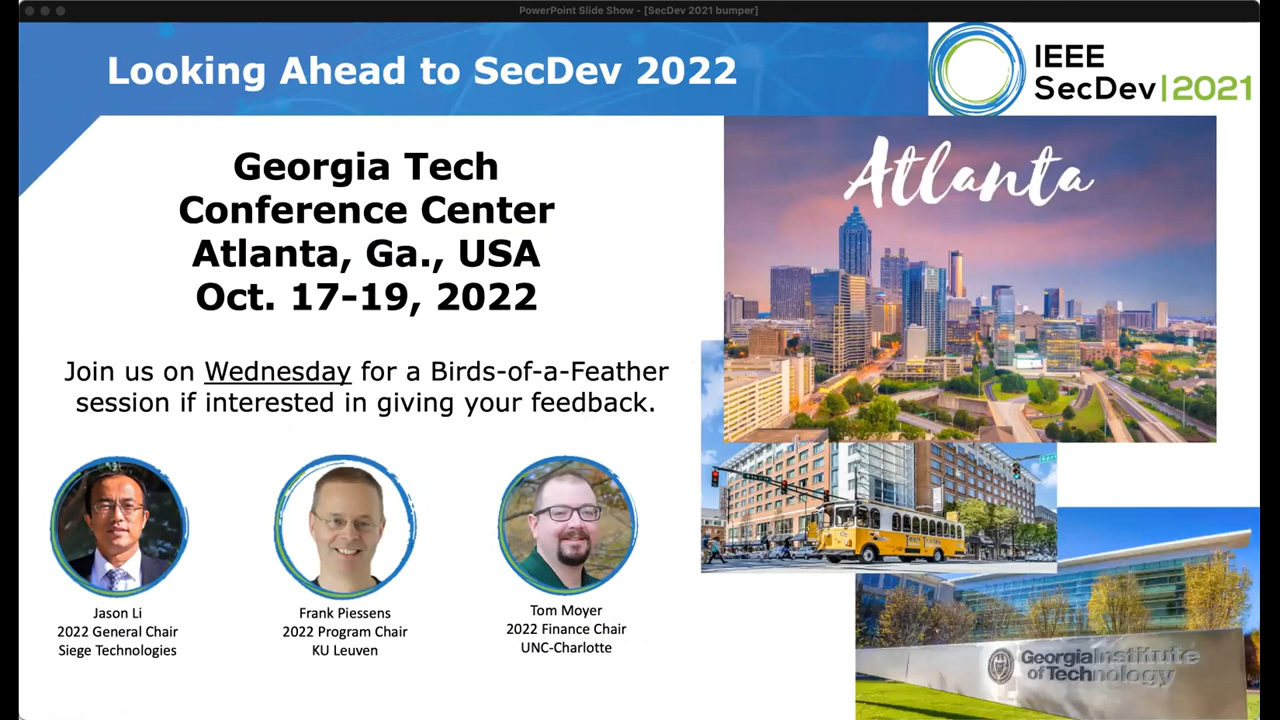 PowerPoint Slide Show - [SecDev 2021 bumper]
Looking Ahead to SecDev 2022
IEEE
SecDev|2021
Georgia Tech
Conference Center
Atlanta, Ga., USA
Oct. 17-19, 2022
Join us on Wednesday for a Birds-of-a-Feather
session if interested in giving your feedback.
Jason Li
2022 General Chair
Siege Technologies
Frank Piessens
2022 Program Chair
KU Leuven
Tom Moyer
2022 Finance Chair
UNC-Charlotte
Atlanta
Georgia Institute
of Technology